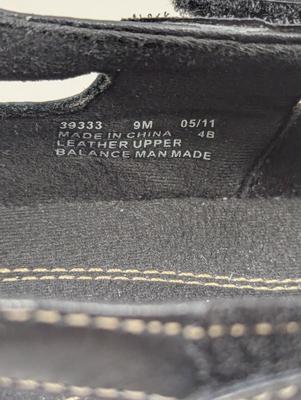 39333 9M 05/11
MADE IN CHINA 4B
LEATHER UPPER
BALANCE MAN MADE